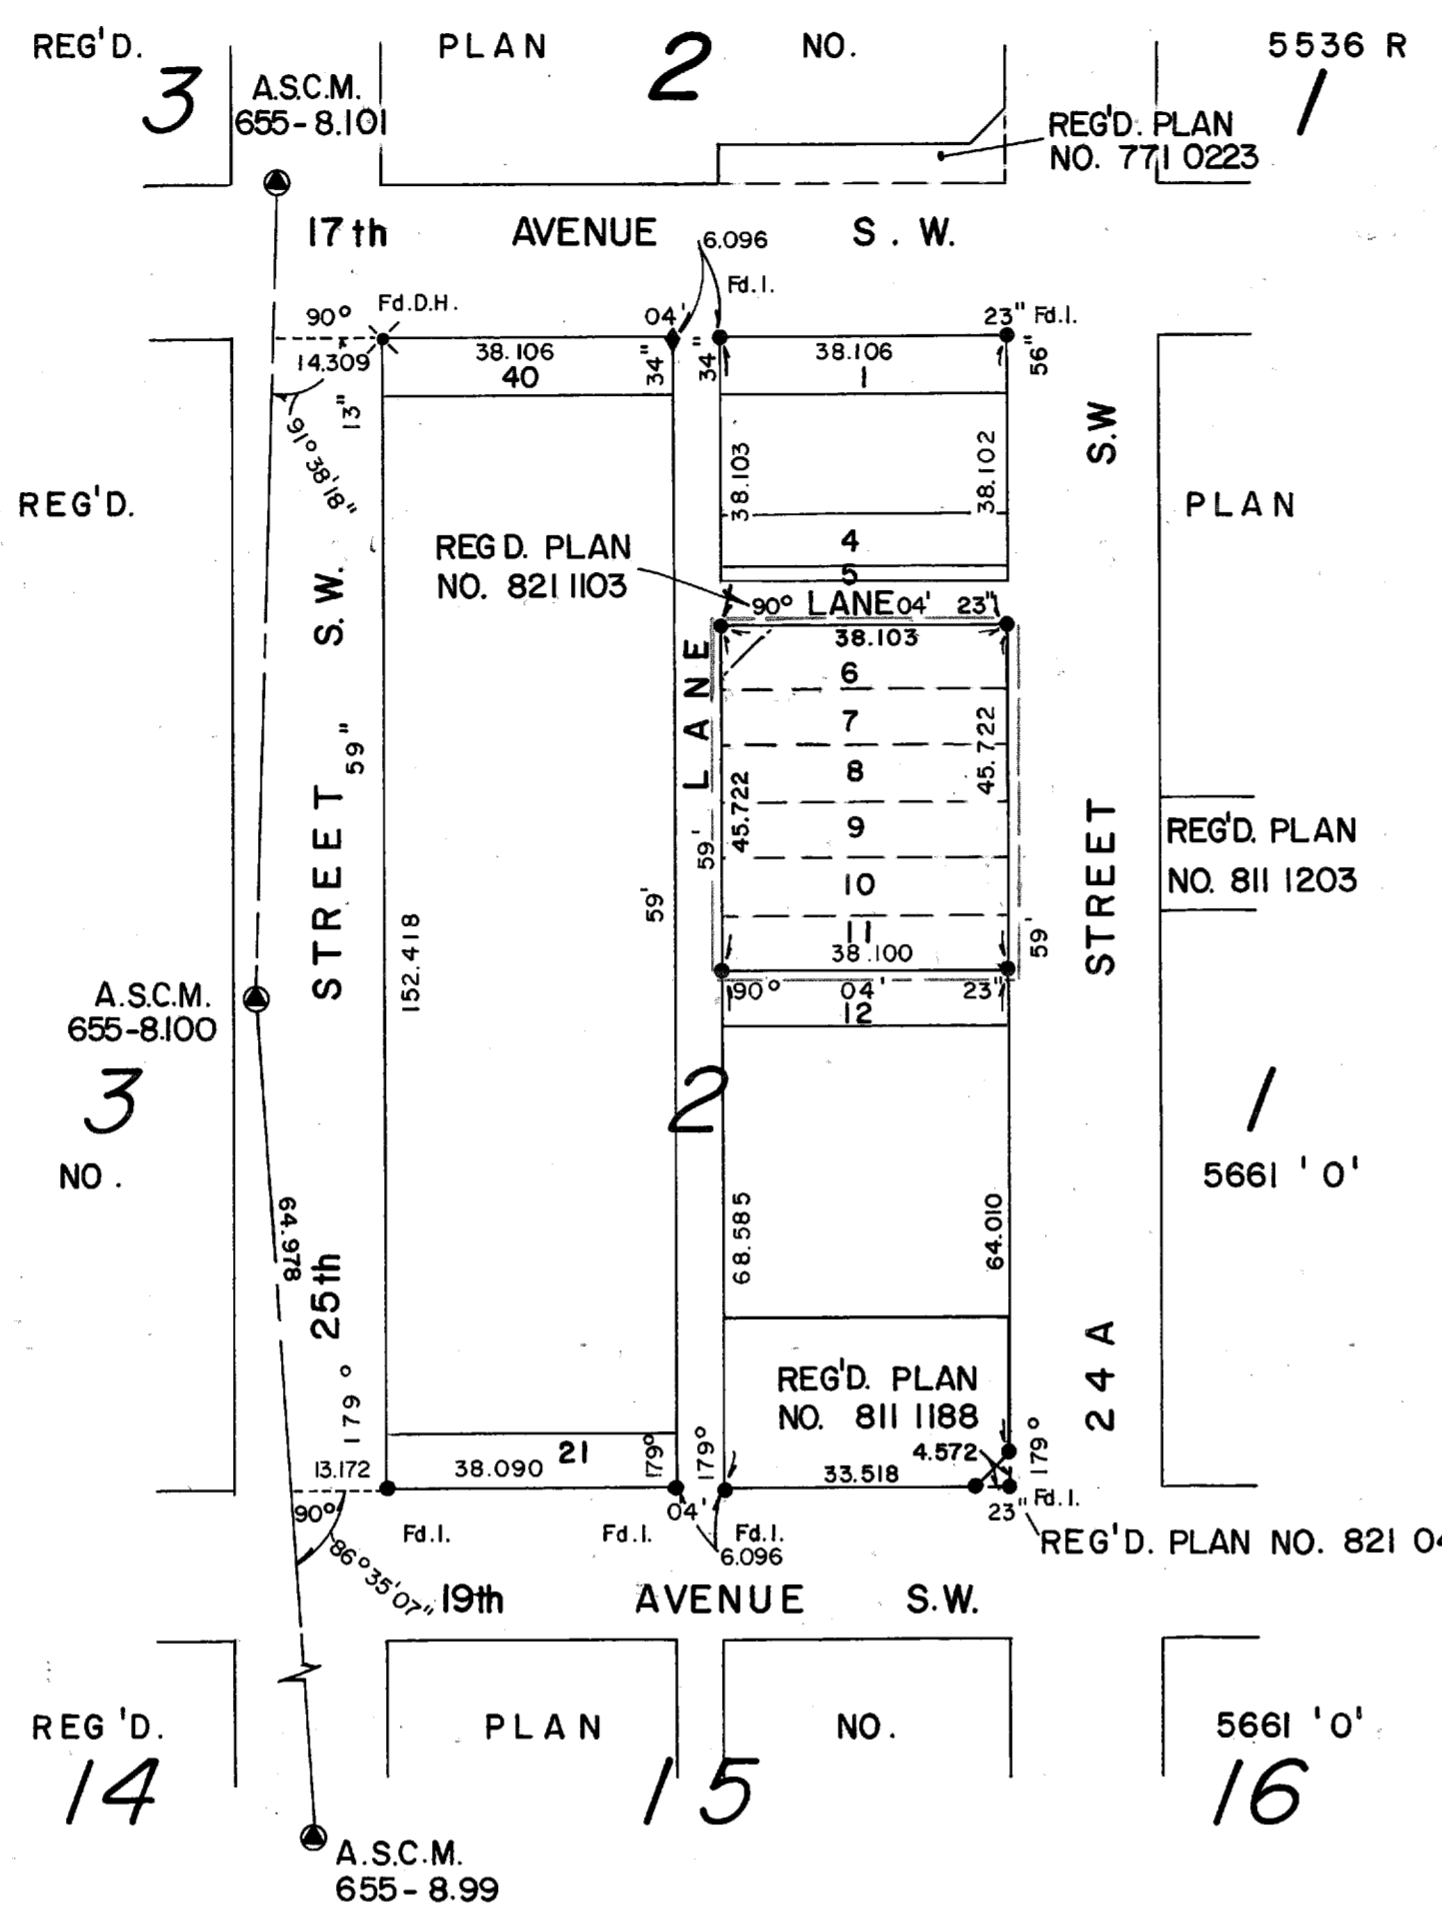 REG'D. PLAN 2 NO. 5536 R
3 1
A.S.C.M.
655-8.101
REG'D. PLAN
NO. 771 0223
17th AVENUE S.W.
6.096
Fd.I.
Fd.D.H.
90° 04' 23" Fd.I.
14.309 38.106 34" 34" 38.106 56"
40 1
13"
91°38'18"
S.W
38.103 38.102
REG'D. PLAN
4
REG D. PLAN
NO. 821 1103
5
S.W.
90° LANE 04' 23"
38.103
LANE
6
7
59" 45.722
8
45.722
9
REG'D. PLAN
NO. 811 1203
STREET STREET
59' 59' 59'
10
11
152.418
38.100
A.S.C.M.
655-8.100
90° 04' 23"
12
3 2 1
NO. 5661 'O'
64.978
68.585 64.010
25th
24 A
REG'D. PLAN
NO. 811 1188
179° 179° 179° 179°
21 4.572
13.172 38.090 33.518
90° 04' 23" Fd.I.
Fd.I. Fd.I. Fd.I.
6.096
REG'D. PLAN NO. 821 04
86°35'07"
19th AVENUE S.W.
REG'D. PLAN NO. 5661 'O'
14 15 16
A.S.C.M.
655-8.99